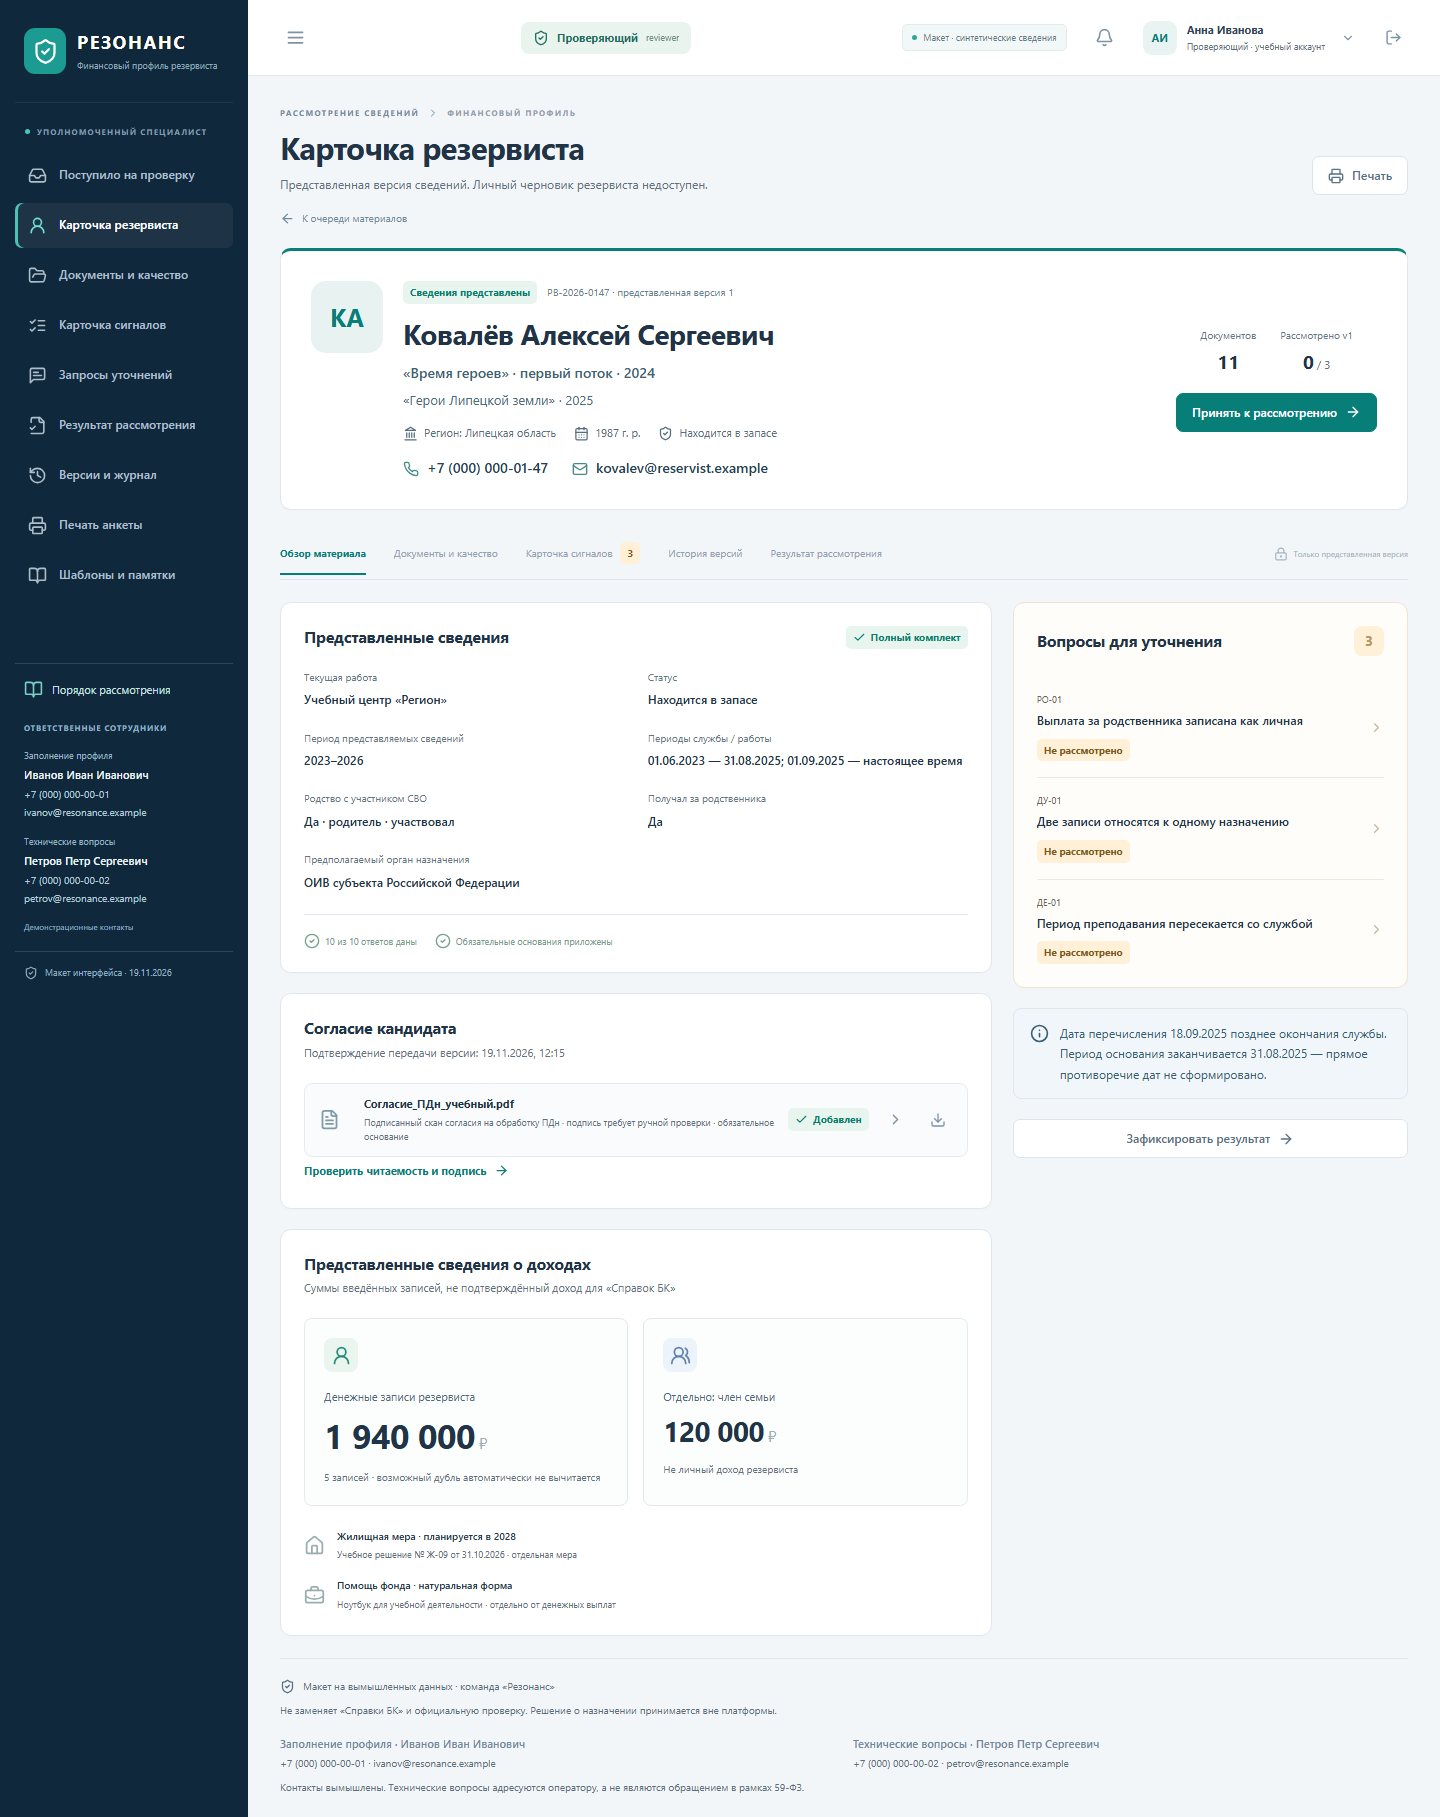 РЕЗОНАНС
Финансовый профиль резервиста
УПОЛНОМОЧЕННЫЙ СПЕЦИАЛИСТ
Поступило на проверку
Карточка резервиста
Документы и качество
Карточка сигналов
Запросы уточнений
Результат рассмотрения
Версии и журнал
Печать анкеты
Шаблоны и памятки
Порядок рассмотрения
ОТВЕТСТВЕННЫЕ СОТРУДНИКИ
Заполнение профиля
Иванов Иван Иванович
+7 (000) 000-00-01
ivanov@resonance.example
Технические вопросы
Петров Петр Сергеевич
+7 (000) 000-00-02
petrov@resonance.example
Демонстрационные контакты
Макет интерфейса · 19.11.2026
Проверяющий reviewer
Макет · синтетические сведения
АИ
Анна Иванова
Проверяющий · учебный аккаунт
РАССМОТРЕНИЕ СВЕДЕНИЙ
ФИНАНСОВЫЙ ПРОФИЛЬ
Карточка резервиста
Представленная версия сведений. Личный черновик резервиста недоступен.
Печать
К очереди материалов
КА
Сведения представлены РВ-2026-0147 · представленная версия 1
Ковалёв Алексей Сергеевич
«Время героев» · первый поток · 2024
«Герои Липецкой земли» · 2025
Регион: Липецкая область 1987 г. р. Находится в запасе
+7 (000) 000-01-47 kovalev@reservist.example
Документов
11
Рассмотрено v1
0 / 3
Принять к рассмотрению
Обзор материала
Документы и качество
Карточка сигналов 3
История версий
Результат рассмотрения
Только представленная версия
Представленные сведения
Полный комплект
Текущая работа
Учебный центр «Регион»
Статус
Находится в запасе
Период представляемых сведений
2023–2026
Периоды службы / работы
01.06.2023 — 31.08.2025; 01.09.2025 — настоящее время
Родство с участником СВО
Да · родитель · участвовал
Получал за родственника
Да
Предполагаемый орган назначения
ОИВ субъекта Российской Федерации
10 из 10 ответов даны
Обязательные основания приложены
Вопросы для уточнения
3
РО-01
Выплата за родственника записана как личная
Не рассмотрено
ДУ-01
Две записи относятся к одному назначению
Не рассмотрено
ДЕ-01
Период преподавания пересекается со службой
Не рассмотрено
Дата перечисления 18.09.2025 позднее окончания службы.
Период основания заканчивается 31.08.2025 — прямое
противоречие дат не сформировано.
Зафиксировать результат
Согласие кандидата
Подтверждение передачи версии: 19.11.2026, 12:15
Согласие_ПДн_учебный.pdf
Подписанный скан согласия на обработку ПДн · подпись требует ручной проверки · обязательное
основание
Добавлен
Проверить читаемость и подпись
Представленные сведения о доходах
Суммы введённых записей, не подтверждённый доход для «Справок БК»
Денежные записи резервиста
1 940 000 ₽
5 записей · возможный дубль автоматически не вычитается
Отдельно: член семьи
120 000 ₽
Не личный доход резервиста
Жилищная мера · планируется в 2028
Учебное решение № Ж-09 от 31.10.2026 · отдельная мера
Помощь фонда · натуральная форма
Ноутбук для учебной деятельности · отдельно от денежных выплат
Макет на вымышленных данных · команда «Резонанс»
Не заменяет «Справки БК» и официальную проверку. Решение о назначении принимается вне платформы.
Заполнение профиля · Иванов Иван Иванович
+7 (000) 000-00-01 · ivanov@resonance.example
Технические вопросы · Петров Петр Сергеевич
+7 (000) 000-00-02 · petrov@resonance.example
Контакты вымышлены. Технические вопросы адресуются оператору, а не являются обращением в рамках 59-ФЗ.